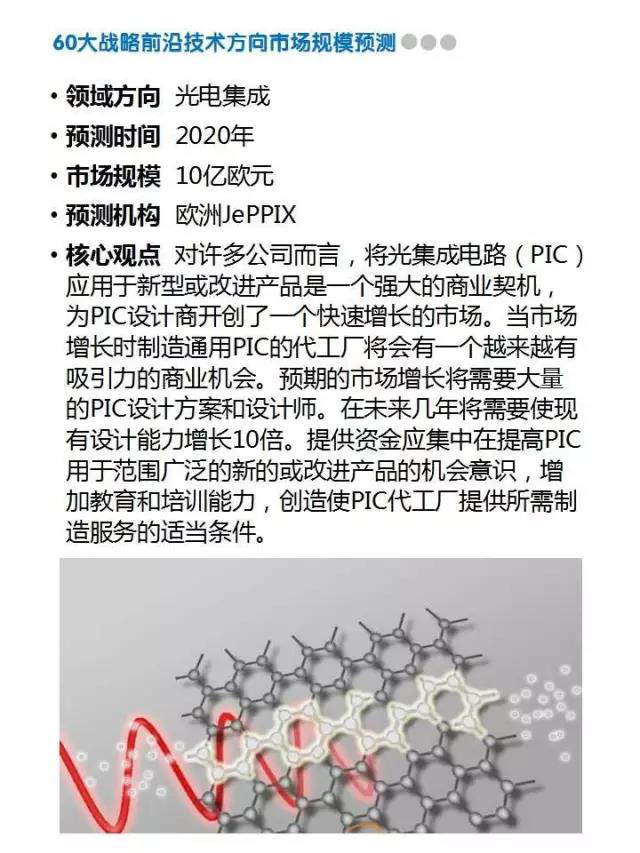 60大战略前沿技术方向市场规模预测
• 领域方向 光电集成
• 预测时间 2020年
• 市场规模 10亿欧元
• 预测机构 欧洲JePPIX
• 核心观点 对许多公司而言，将光集成电路（PIC）
应用于新型或改进产品是一个强大的商业契机，
为PIC设计商开创了一个快速增长的市场。当市场
增长时制造通用PIC的代工厂将会有一个越来越有
吸引力的商业机会。预期的市场增长将需要大量
的PIC设计方案和设计师。在未来几年将需要使现
有设计能力增长10倍。提供资金应集中在提高PIC
用于范围广泛的新的或改进产品的机会意识，增
加教育和培训能力，创造使PIC代工厂提供所需制
造服务的适当条件。